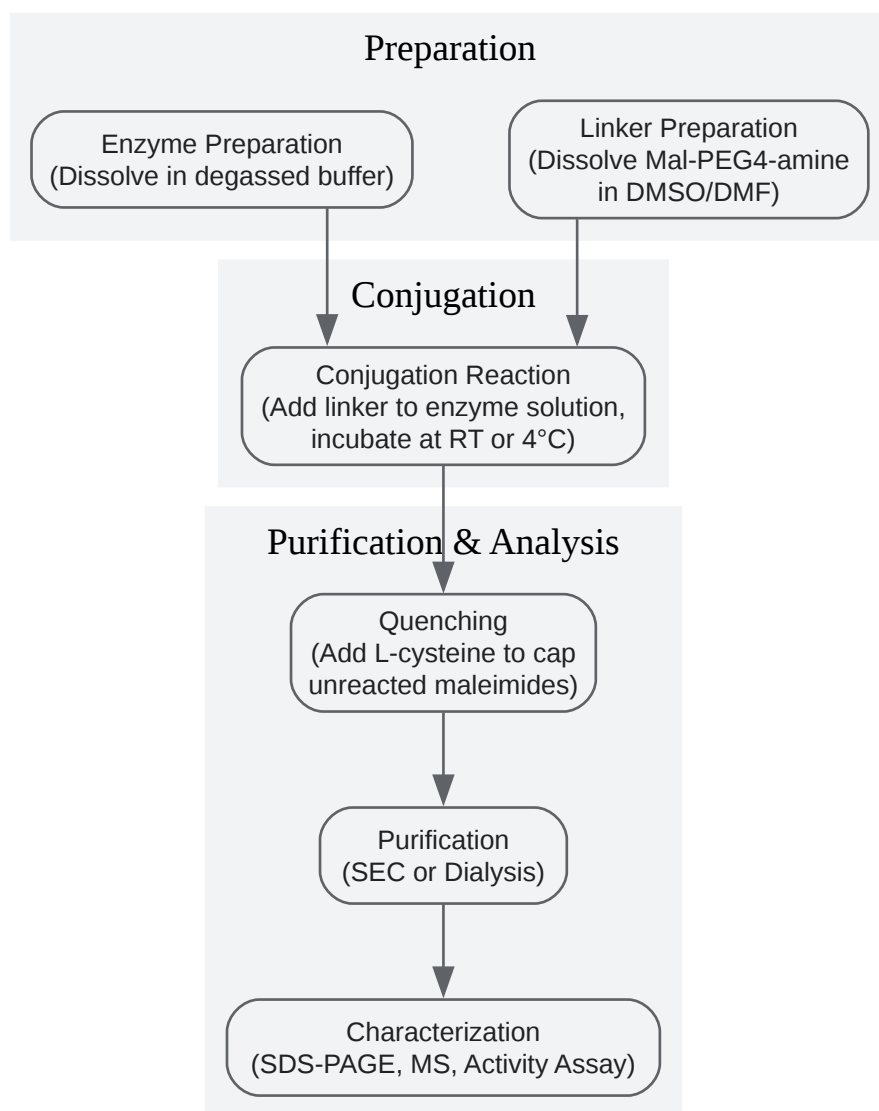 Preparation
Enzyme Preparation
(Dissolve in degassed buffer)
Linker Preparation
(Dissolve Mal-PEG4-amine
in DMSO/DMF)
Conjugation
Conjugation Reaction
(Add linker to enzyme solution,
incubate at RT or 4°C)
Purification & Analysis
Quenching
(Add L-cysteine to cap
unreacted maleimides)
Purification
(SEC or Dialysis)
Characterization
(SDS-PAGE, MS, Activity Assay)